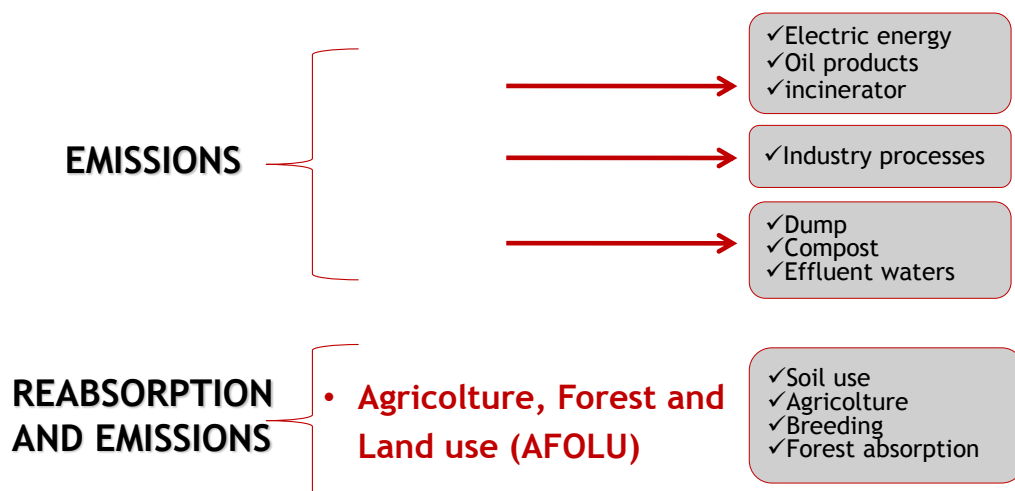 ✓Electric energy
✓Oil products
✓incinerator
EMISSIONS
✓Industry processes
✓Dump
✓Compost
✓Effluent waters
REABSORPTION
AND EMISSIONS
• Agricolture, Forest and
Land use (AFOLU)
✓Soil use
✓Agricolture
✓Breeding
✓Forest absorption